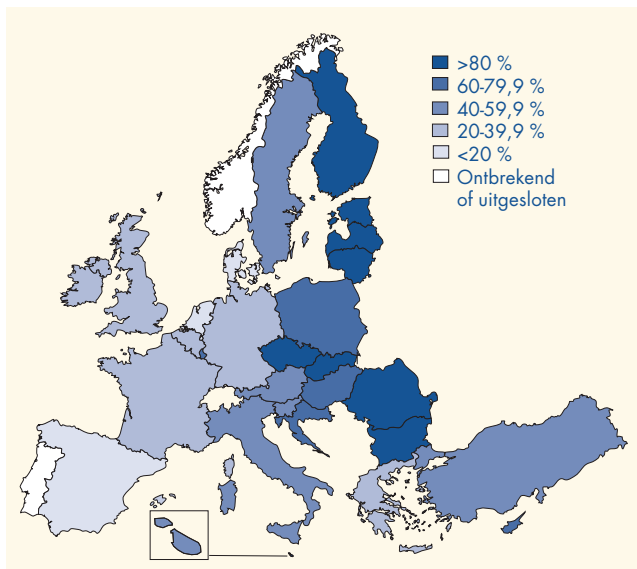 >80 %
60-79,9 %
40-59,9 %
20-39,9 %
<20 %
Ontbrekend
of uitgesloten